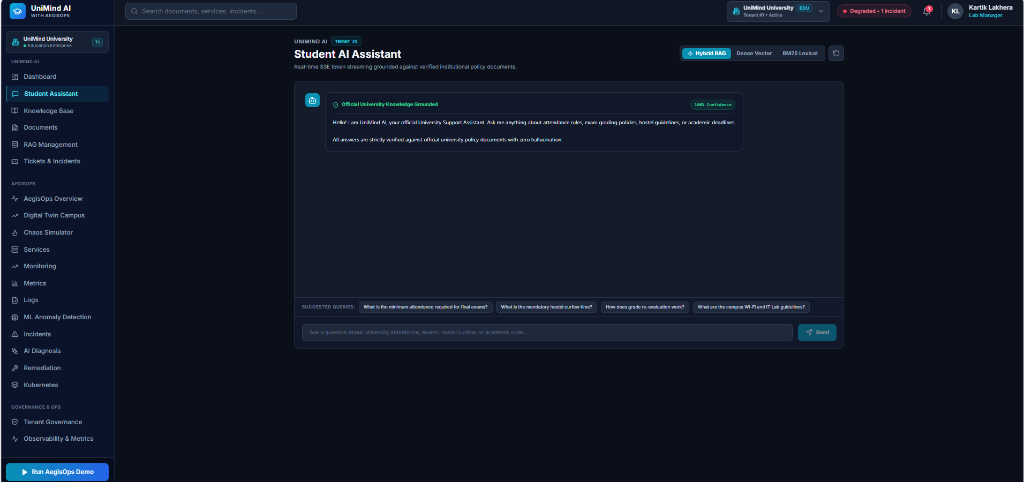 UniMind AI
WITH AEGISOPS
Search documents, services, incidents...
UniMind University EDU
Tenant #1 • Active
Degraded • 1 Incident
1
KL
Kartik Lakhera
Lab Manager
UniMind University
Education Enterprise
T1
UNIMIND AI
Dashboard
Student Assistant
Knowledge Base
Documents
RAG Management
Tickets & Incidents
AEGISOPS
AegisOps Overview
Digital Twin Campus
Chaos Simulator
Services
Monitoring
Metrics
Logs
ML Anomaly Detection
Incidents
AI Diagnosis
Remediation
Kubernetes
GOVERNANCE & OPS
Tenant Governance
Observability & Metrics
Run AegisOps Demo
UNIMIND AI
Student AI Assistant
Real-time SSE token streaming grounded against verified institutional policy documents.
Hybrid RAG
Dense Vector
BM25 Lexical
Official University Knowledge Grounded
100% Confidence
Hello! I am UniMind AI, your official University Support Assistant. Ask me anything about attendance rules, exam grading policies, hostel guidelines, or academic deadlines.
All answers are strictly verified against official university policy documents with zero hallucination.
SUGGESTED QUERIES:
What is the minimum attendance required for final exams?
What is the mandatory hostel curfew time?
How does grade re-evaluation work?
What are the campus Wi-Fi and IT Lab guidelines?
Ask a question about university attendance, exams, hostel curfew, or academic rules...
Send